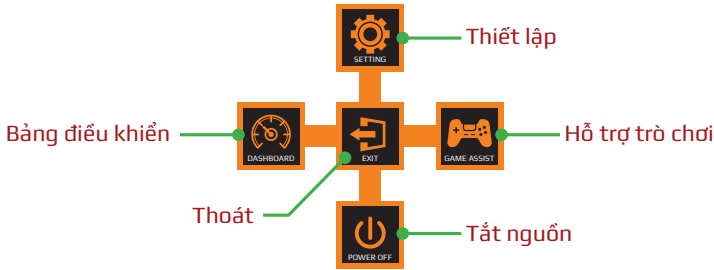 SETTING
Thiết lập
Bảng điều khiển
DASHBOARD
EXIT
GAME ASSIST
Hỗ trợ trò chơi
Thoát
POWER OFF
Tắt nguồn